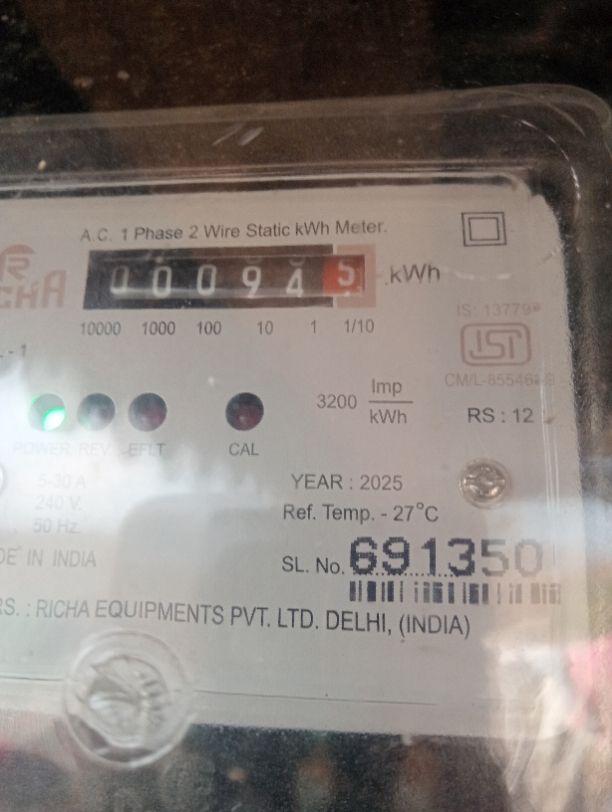 A.C. 1 Phase 2 Wire Static kWh Meter.
00094 5 kWh
10000 1000 100 10 1 1/10
IS: 13779
ISI
3200 Imp
kWh
RS : 12
POWER REV EFLT CAL
5-30 A
240 V.
50 Hz.
YEAR : 2025
Ref. Temp. - 27°C
IN INDIA
SL. No. 691350
RICHA EQUIPMENTS PVT. LTD. DELHI, (INDIA)